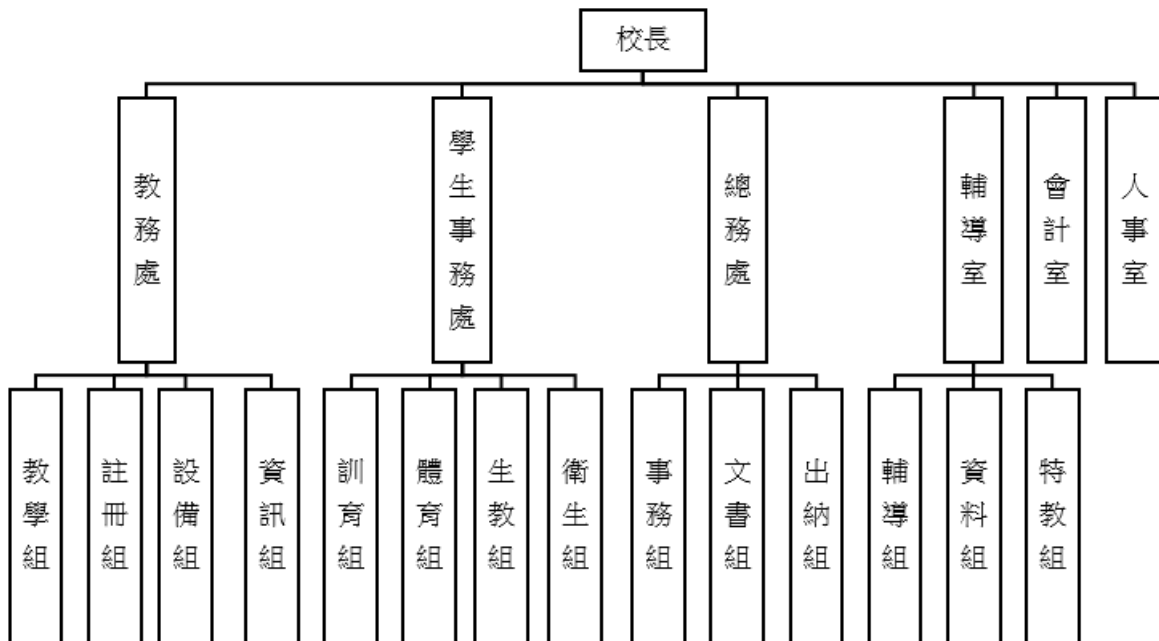 校長
教務處
學生事務處
總務處
輔導室
會計室
人事室
教學組
註冊組
設備組
資訊組
訓育組
體育組
生教組
衛生組
事務組
文書組
出納組
輔導組
資料組
特教組